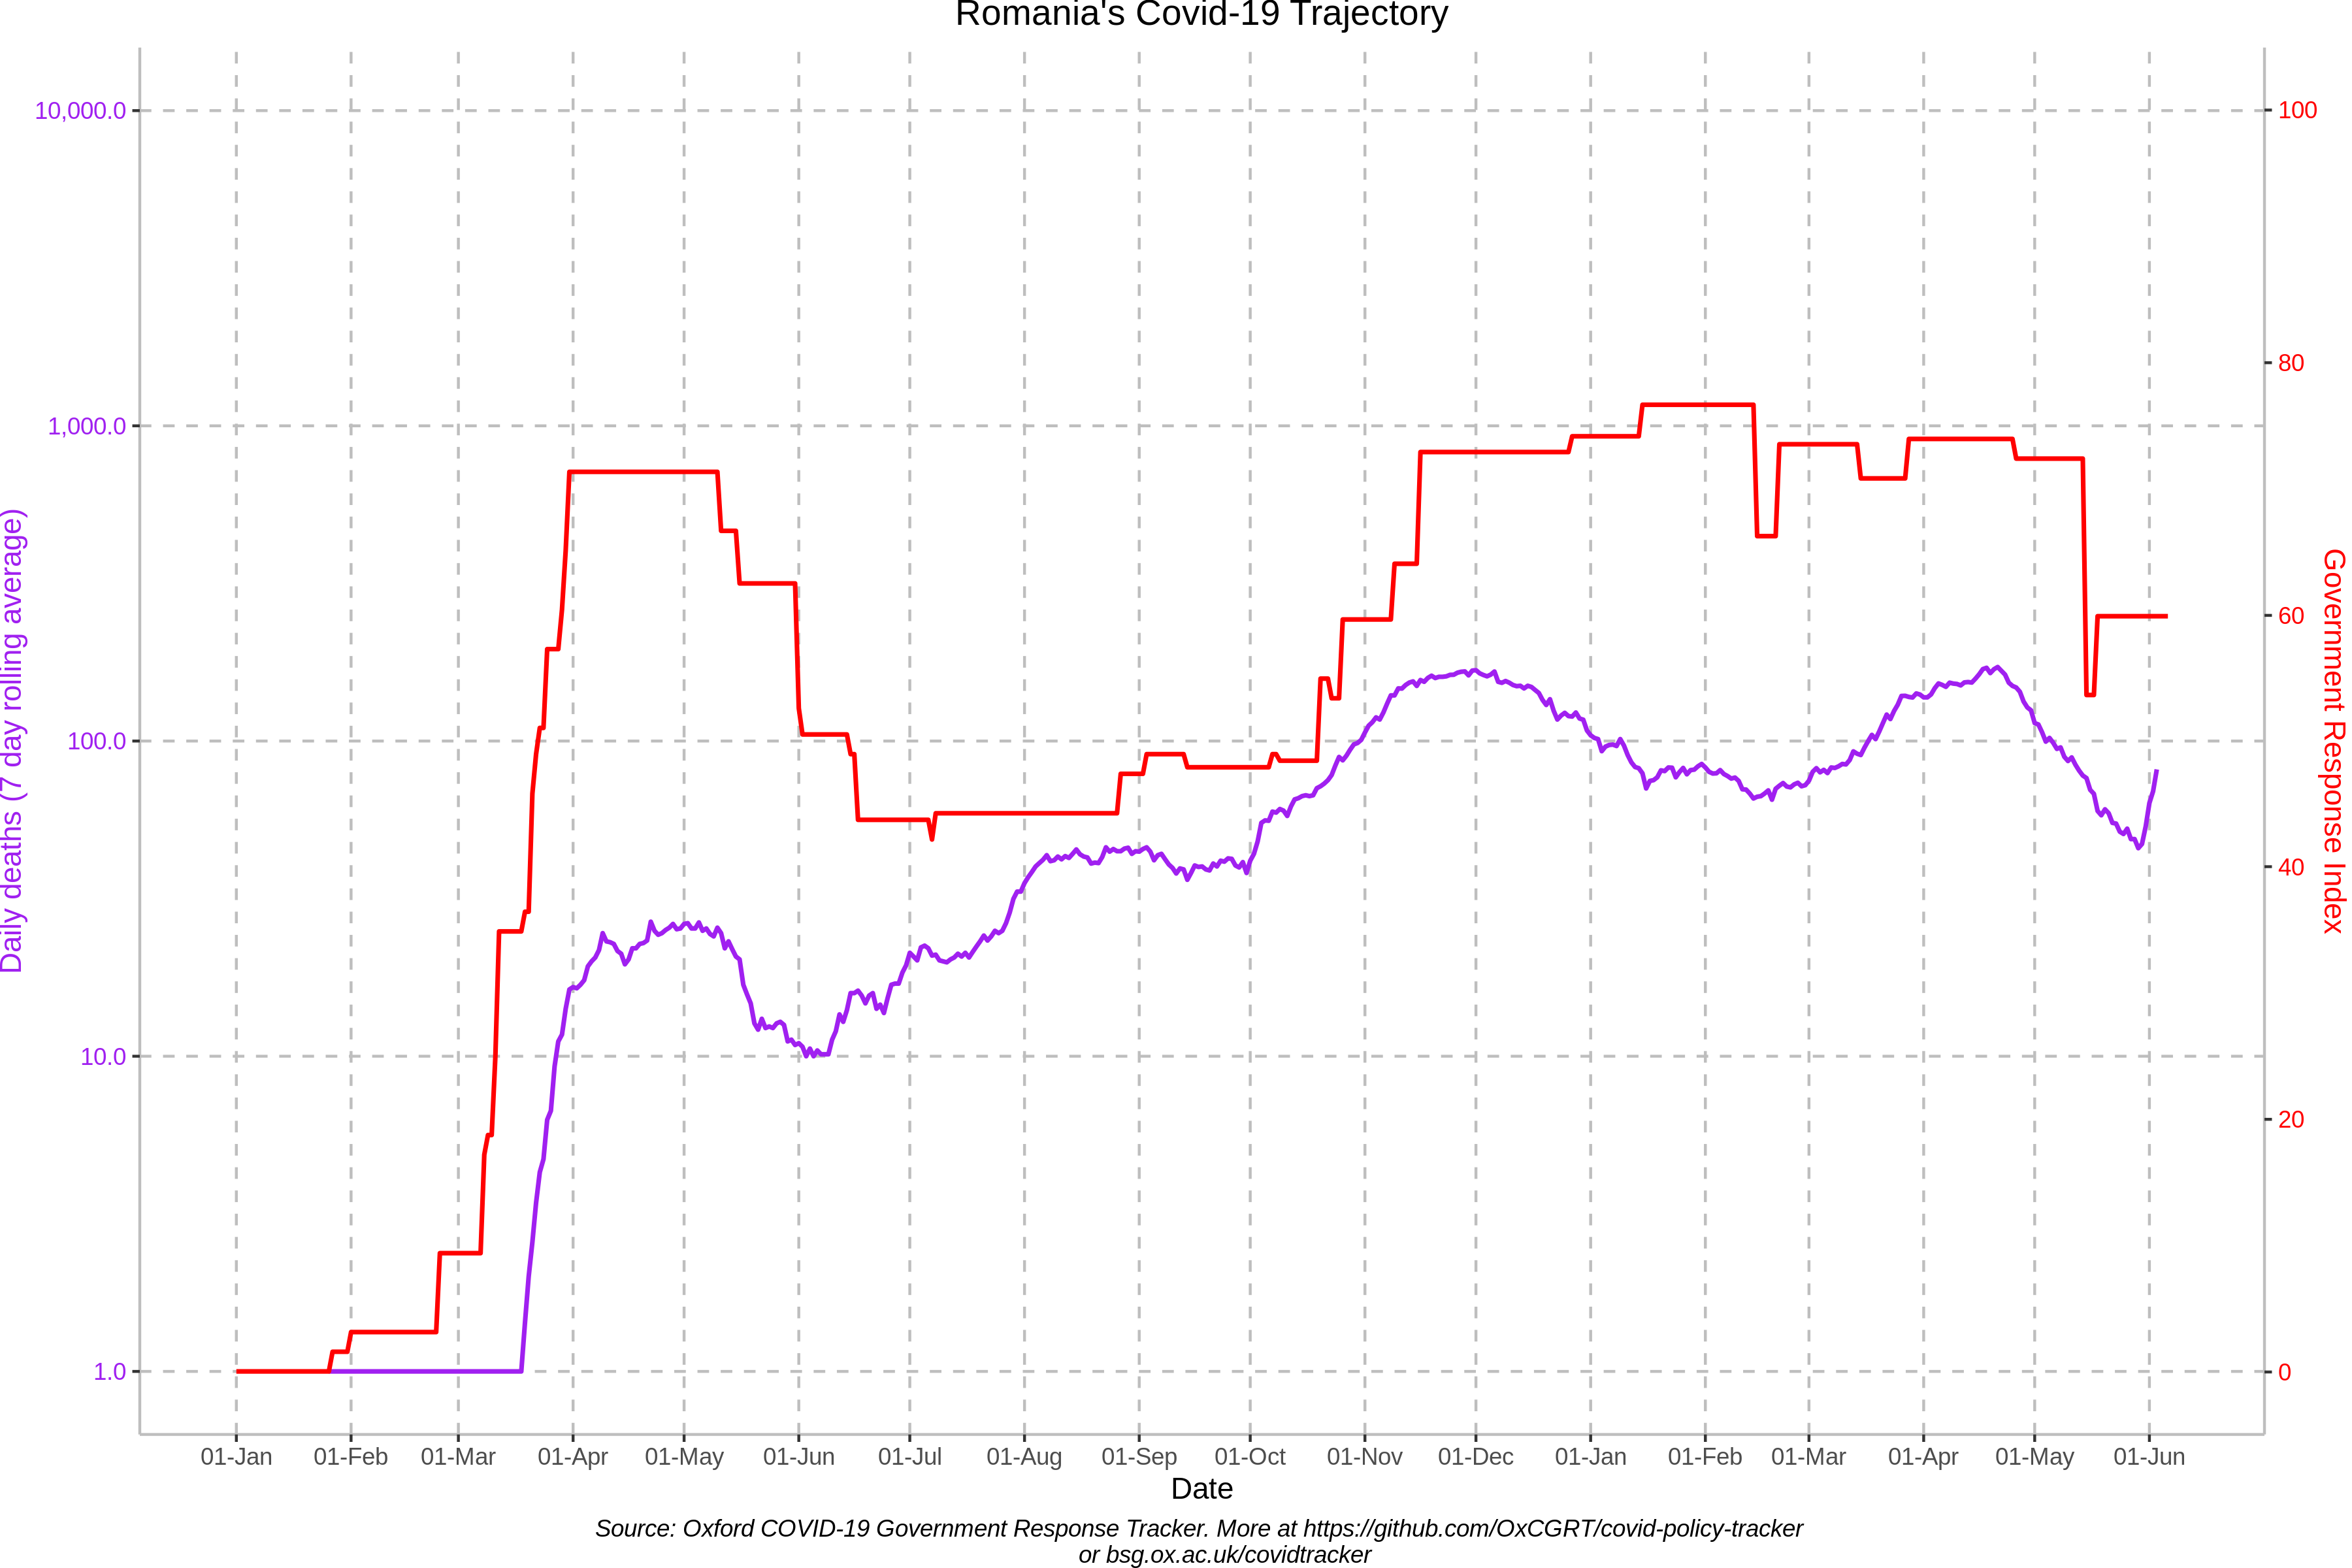 Romania's Covid-19 Trajectory
10,000.0
1,000.0
100.0
10.0
1.0
Daily deaths (7 day rolling average)
100
80
60
40
20
0
Government Response Index
01-Jan 01-Feb 01-Mar 01-Apr 01-May 01-Jun 01-Jul 01-Aug 01-Sep 01-Oct 01-Nov 01-Dec 01-Jan 01-Feb 01-Mar 01-Apr 01-May 01-Jun
Date
Source: Oxford COVID-19 Government Response Tracker. More at https://github.com/OxCGRT/covid-policy-tracker
or bsg.ox.ac.uk/covidtracker